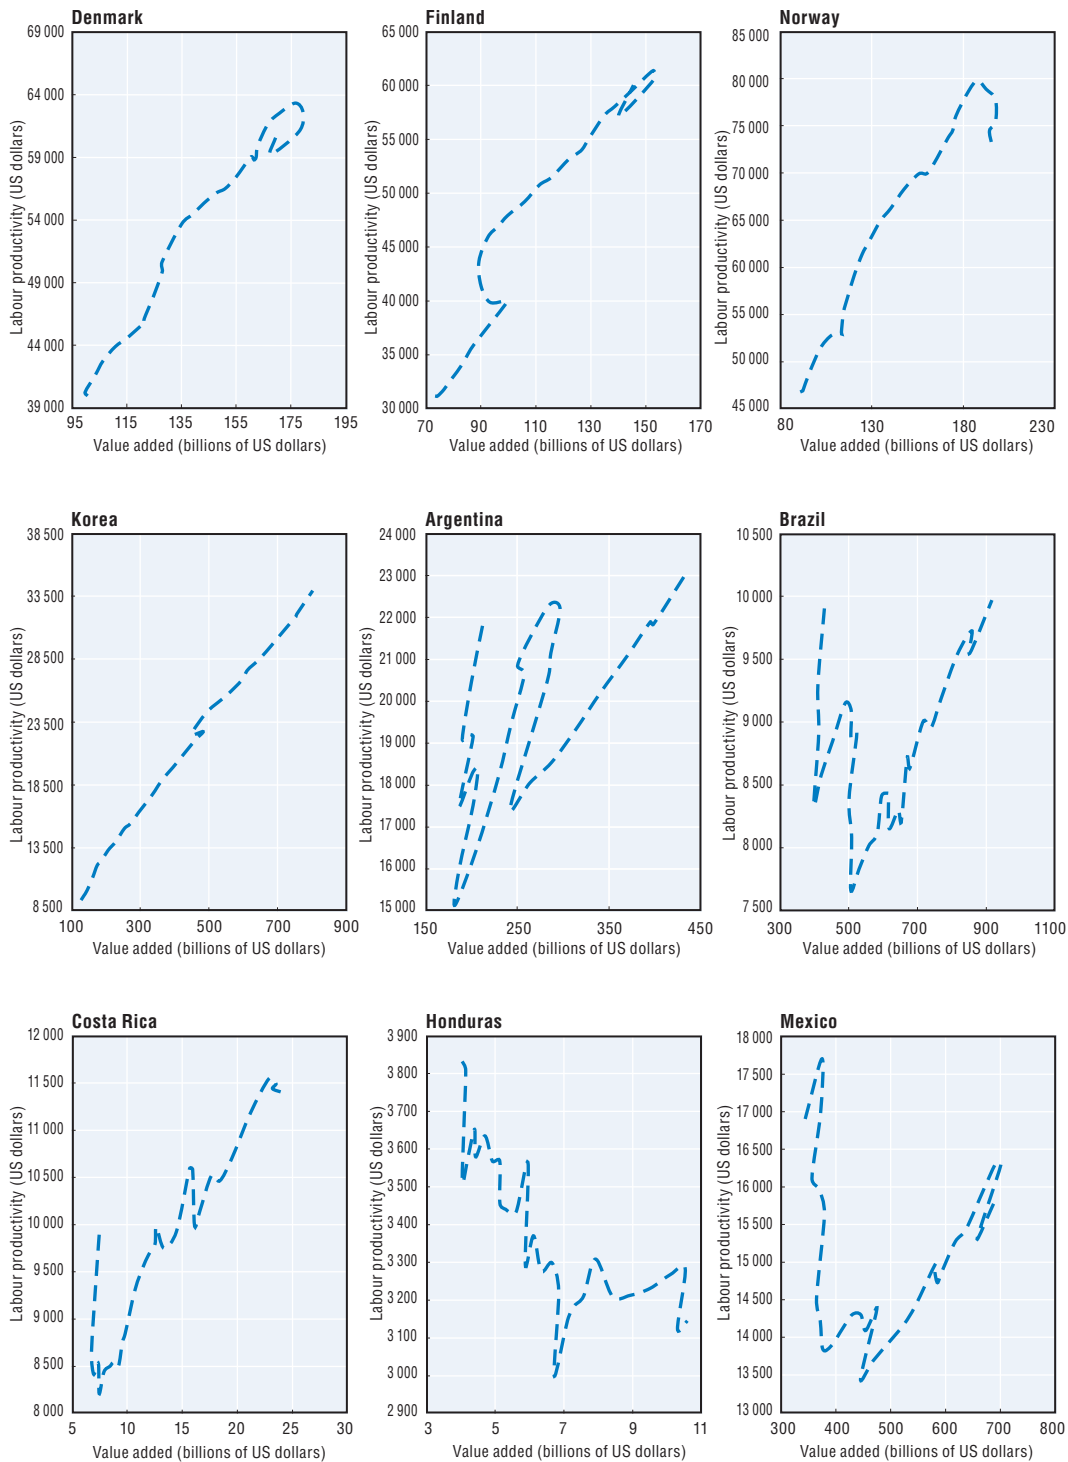 Denmark
69 000
64 000
59 000
54 000
49 000
44 000
39 000
Labour productivity (US dollars)
95 115 135 155 175 195
Value added (billions of US dollars)
Finland
65 000
60 000
55 000
50 000
45 000
40 000
35 000
30 000
Labour productivity (US dollars)
70 90 110 130 150 170
Value added (billions of US dollars)
Norway
85 000
80 000
75 000
70 000
65 000
60 000
55 000
50 000
45 000
Labour productivity (US dollars)
80 130 180 230
Value added (billions of US dollars)
Korea
38 500
33 500
28 500
23 500
18 500
13 500
8 500
Labour productivity (US dollars)
100 300 500 700 900
Value added (billions of US dollars)
Argentina
24 000
23 000
22 000
21 000
20 000
19 000
18 000
17 000
16 000
15 000
Labour productivity (US dollars)
150 250 350 450
Value added (billions of US dollars)
Brazil
10 500
10 000
9 500
9 000
8 500
8 000
7 500
Labour productivity (US dollars)
300 500 700 900 1100
Value added (billions of US dollars)
Costa Rica
12 000
11 500
11 000
10 500
10 000
9 500
9 000
8 500
8 000
Labour productivity (US dollars)
5 10 15 20 25 30
Value added (billions of US dollars)
Honduras
3 900
3 800
3 700
3 600
3 500
3 400
3 300
3 200
3 100
3 000
2 900
Labour productivity (US dollars)
3 5 7 9 11
Value added (billions of US dollars)
Mexico
18 000
17 500
17 000
16 500
16 000
15 500
15 000
14 500
14 000
13 500
13 000
Labour productivity (US dollars)
300 400 500 600 700 800
Value added (billions of US dollars)